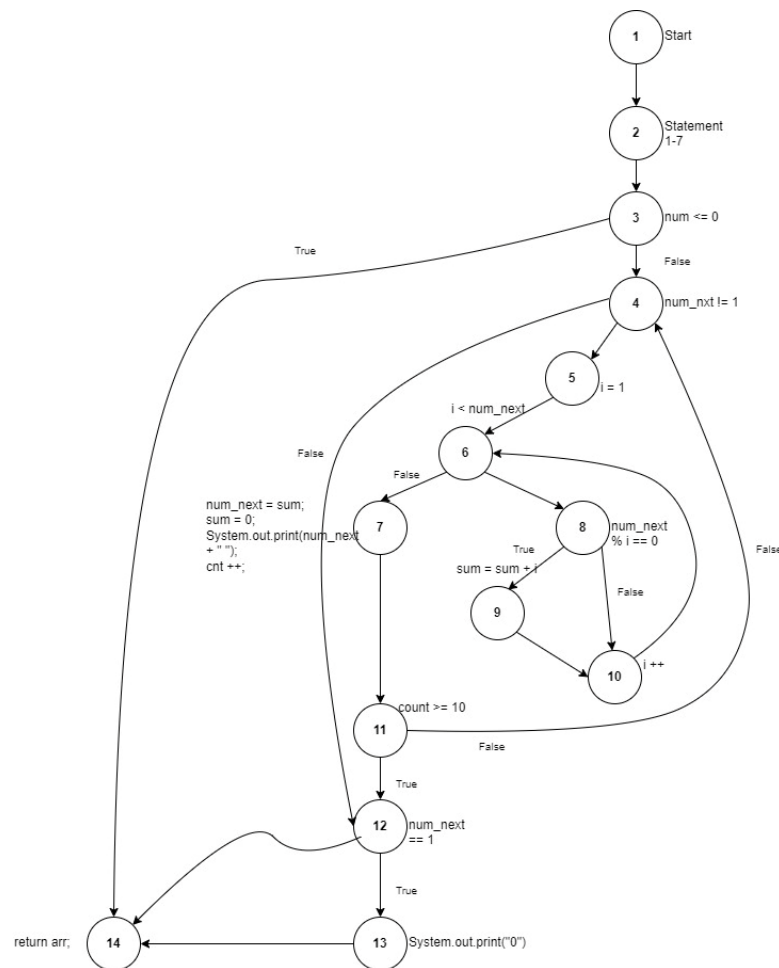 1
Start
2
Statement
1-7
3
num <= 0
True
False
4
num_nxt != 1
5
i = 1
i < num_next
6
False
False
7
num_next = sum;
sum = 0;
System.out.print(num_next
+ " ");
cnt ++;
8
num_next
% i == 0
True
sum = sum + i
False
9
10
i ++
False
count >= 10
11
False
True
12
num_next
== 1
True
return arr;
14
13
System.out.print("0")